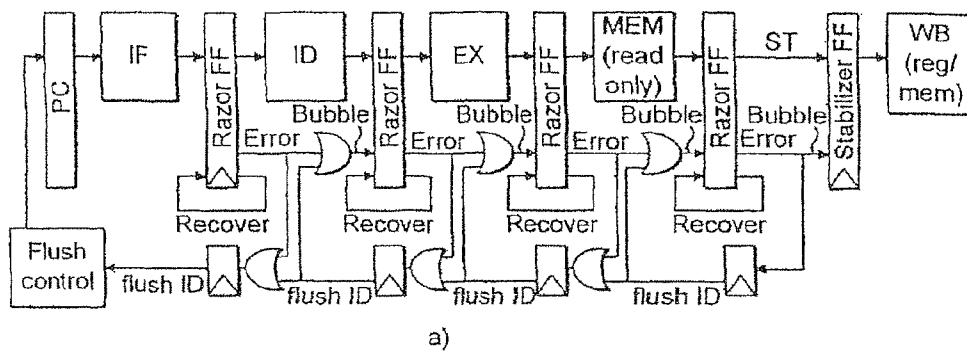 PC
IF
Razor FF
ID
Razor FF
EX
Razor FF
MEM
(read
only)
Razor FF
ST
Stabilizer FF
WB
(reg/
mem)
Error
Bubble
Error
Bubble
Error
Bubble
Error
Bubble
Recover
Recover
Recover
Recover
Flush
control
flush ID
flush ID
flush ID
flush ID
a)